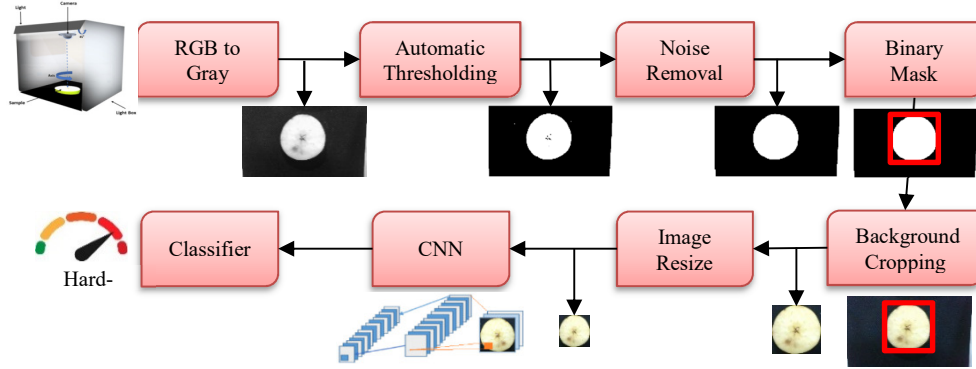 Light
Camera
Sample
Light Box
RGB to
Gray
Automatic
Thresholding
Noise
Removal
Binary
Mask
Background
Cropping
Image
Resize
CNN
Classifier
Hard-